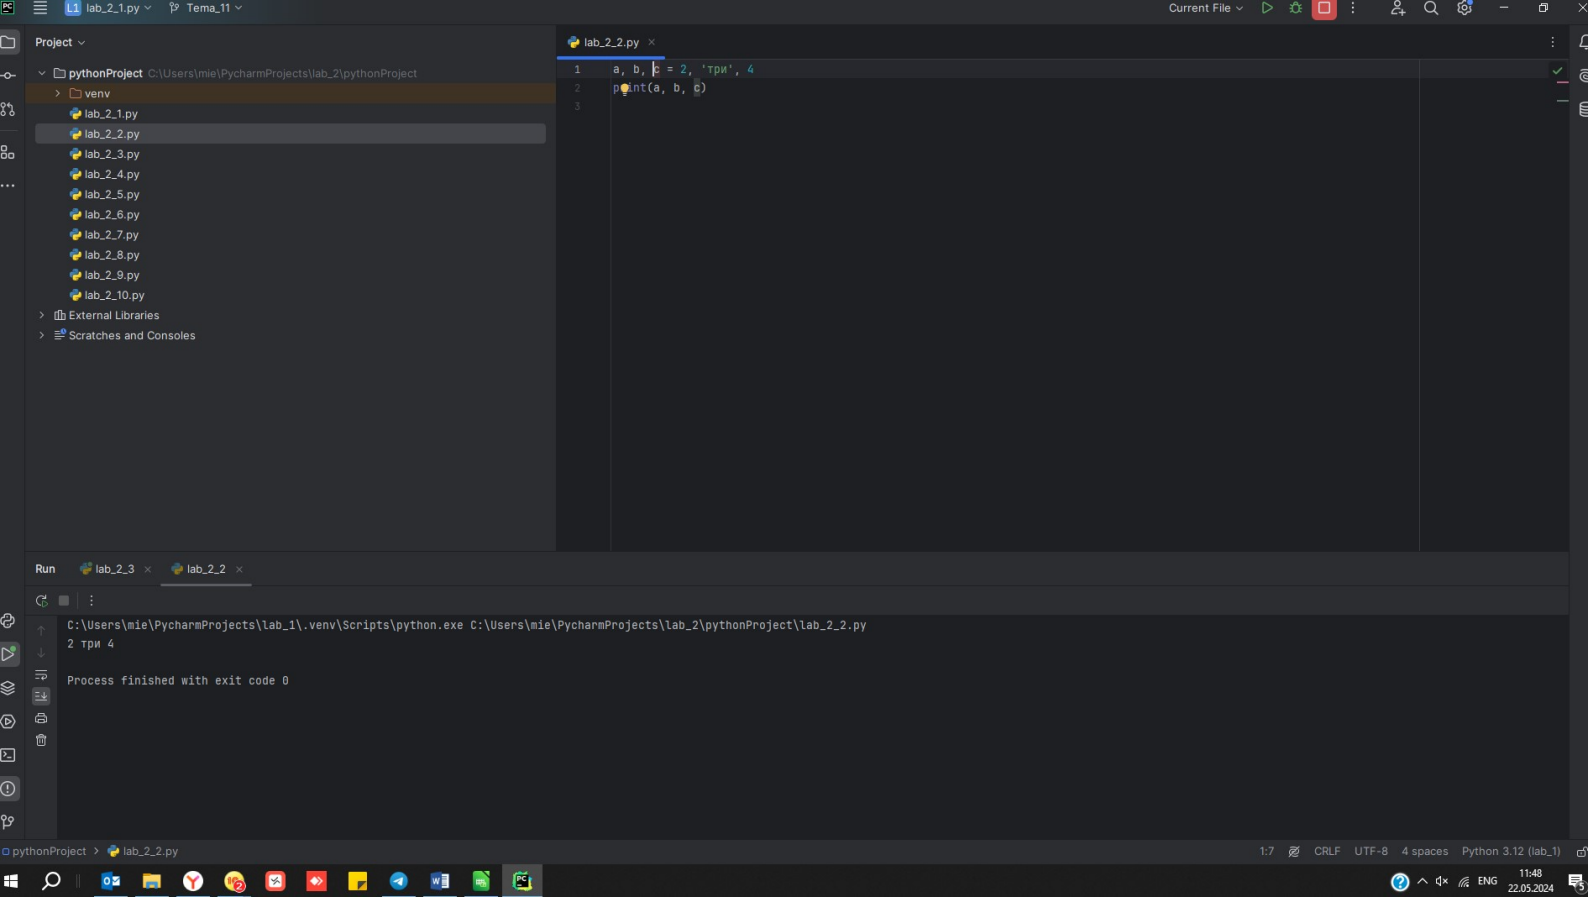 PC L1 lab_2_1.py Tema_11 Current File
Project
lab_2_2.py
pythonProject C:\Users\mie\PycharmProjects\lab_2\pythonProject
venv
lab_2_1.py
lab_2_2.py
lab_2_3.py
lab_2_4.py
lab_2_5.py
lab_2_6.py
lab_2_7.py
lab_2_8.py
lab_2_9.py
lab_2_10.py
External Libraries
Scratches and Consoles
1 a, b, c = 2, 'три', 4
2 print(a, b, c)
3
Run lab_2_3 lab_2_2
C:\Users\mie\PycharmProjects\lab_1\.venv\Scripts\python.exe C:\Users\mie\PycharmProjects\lab_2\pythonProject\lab_2_2.py
2 три 4
Process finished with exit code 0
pythonProject > lab_2_2.py 1:7 CRLF UTF-8 4 spaces Python 3.12 (lab_1)
ENG
11:48
22.05.2024